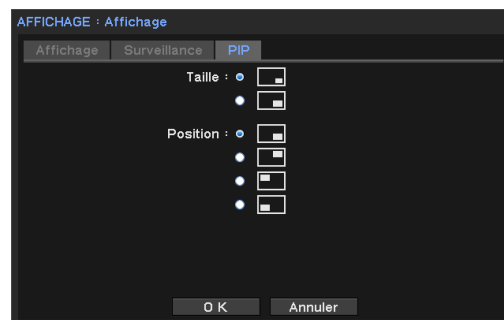 AFFICHAGE : Affichage
Affichage Surveillance PIP
Taille :
Position :
O K Annuler